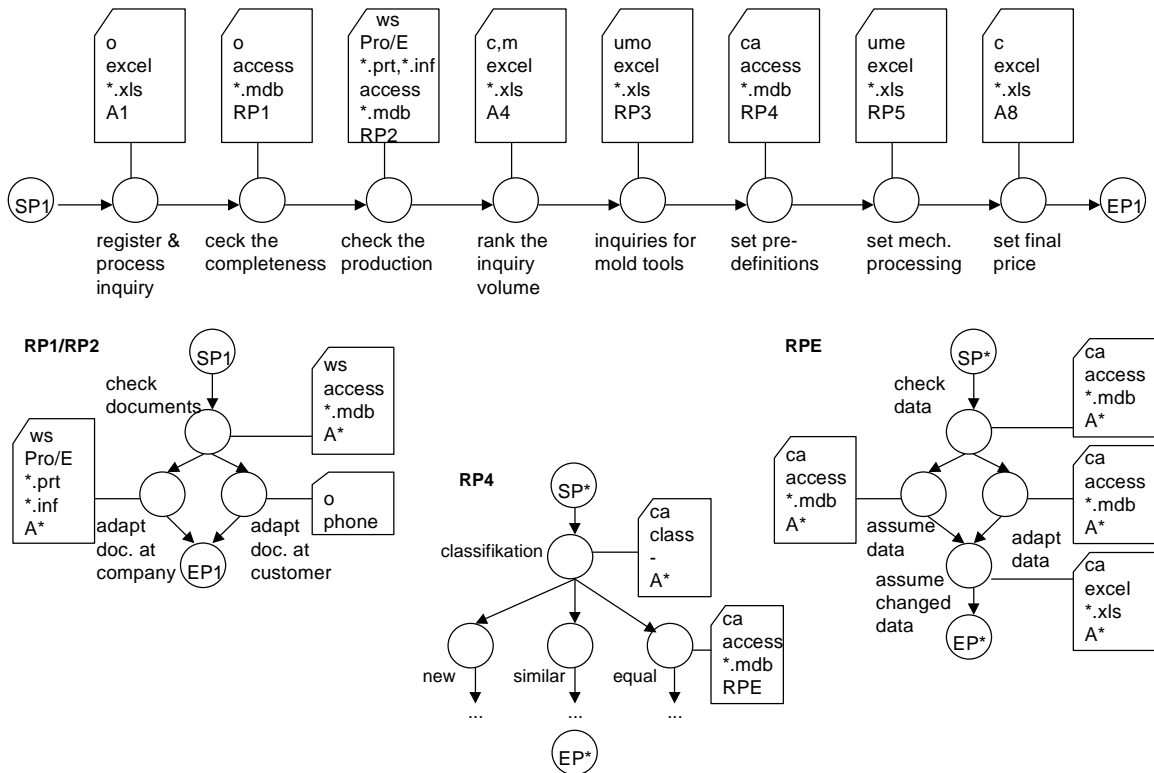 o
excel
*.xls
A1
o
access
*.mdb
RP1
ws
Pro/E
*.prt,*.inf
access
*.mdb
RP2
c,m
excel
*.xls
A4
umo
excel
*.xls
RP3
ca
access
*.mdb
RP4
ume
excel
*.xls
RP5
c
excel
*.xls
A8
SP1
EP1
register &
process
inquiry
ceck the
completeness
check the
production
rank the
inquiry
volume
inquiries for
mold tools
set pre-
definitions
set mech.
processing
set final
price
RP1/RP2
SP1
check
documents
ws
access
*.mdb
A*
ws
Pro/E
*.prt
*.inf
A*
o
phone
adapt
doc. at
company
adapt
doc. at
customer
EP1
RP4
SP*
classifikation
ca
class
-
A*
ca
access
*.mdb
RPE
new
similar
equal
...
...
...
EP*
RPE
SP*
check
data
ca
access
*.mdb
A*
ca
access
*.mdb
A*
ca
access
*.mdb
A*
assume
data
adapt
data
assume
changed
data
ca
excel
*.xls
A*
EP*